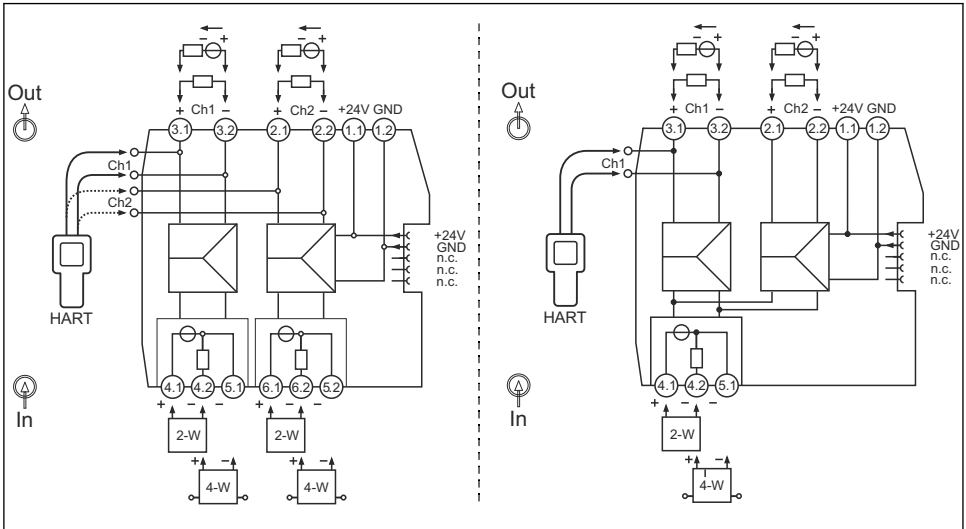 − + − +
Out
+ Ch1 − + Ch2 − +24V GND
3.1 3.2 2.1 2.2 1.1 1.2
Ch1
Ch2
+24V
GND
n.c.
n.c.
n.c.
HART
4.1 4.2 5.1 6.1 6.2 5.2
In
+ − − + − −
2-W 2-W
+ − + −
4-W 4-W
− + − +
Out
+ Ch1 − + Ch2 − +24V GND
3.1 3.2 2.1 2.2 1.1 1.2
Ch1
+24V
GND
n.c.
n.c.
n.c.
HART
4.1 4.2 5.1
In
+ − −
2-W
+ −
4-W